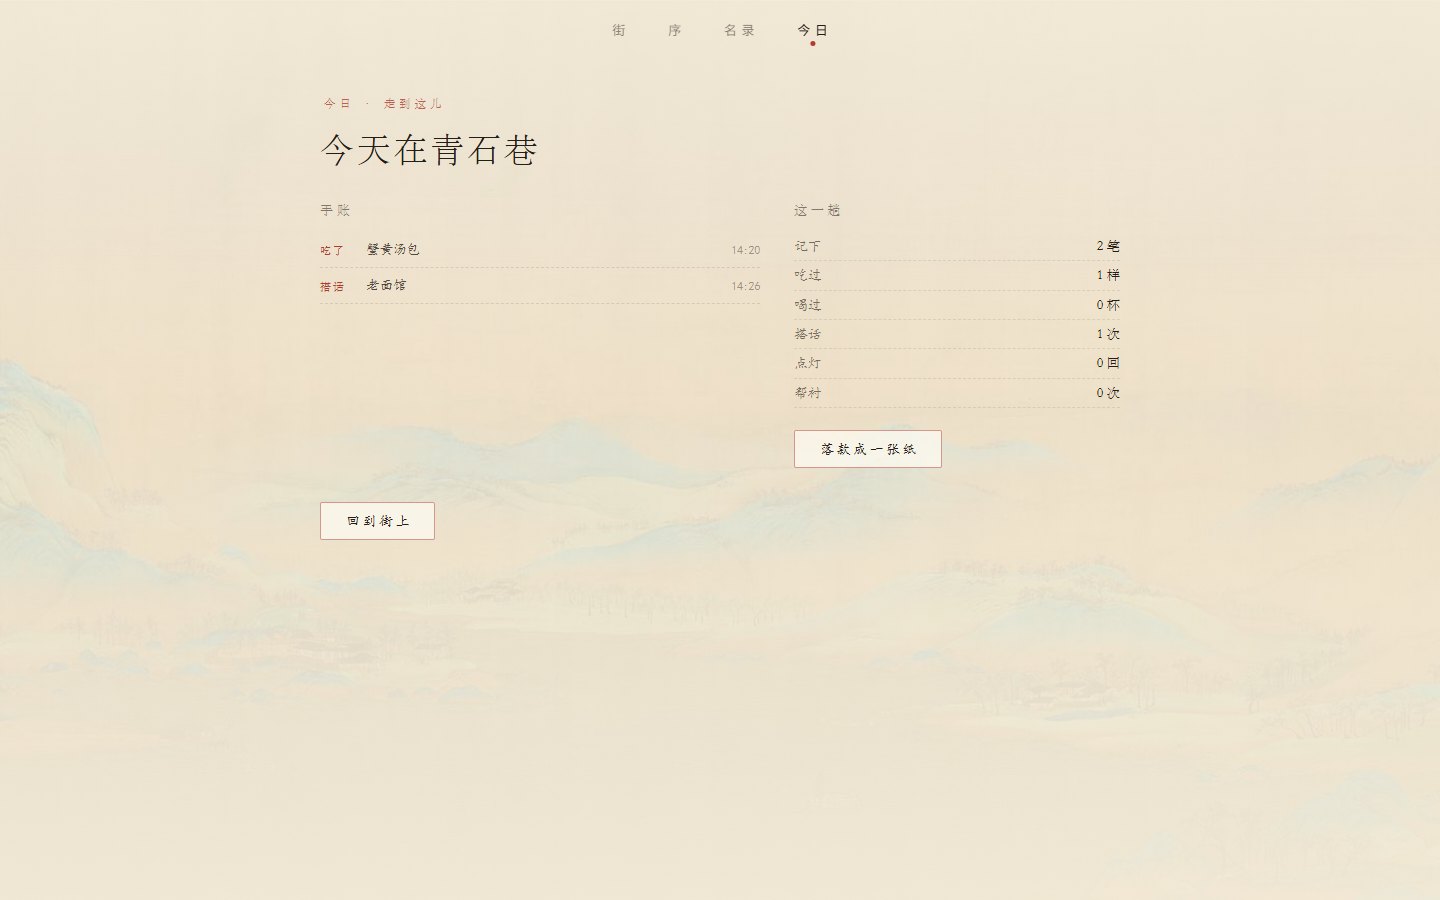 街 序 名录 今日
今日 · 走到这儿
今天在青石巷
手账
吃了 蟹黄汤包 14:20
搭话 老面馆 14:26
这一趟
记下 2 笔
吃过 1 样
喝过 0 杯
搭话 1 次
点灯 0 回
帮衬 0 次
落款成一张纸
回到街上